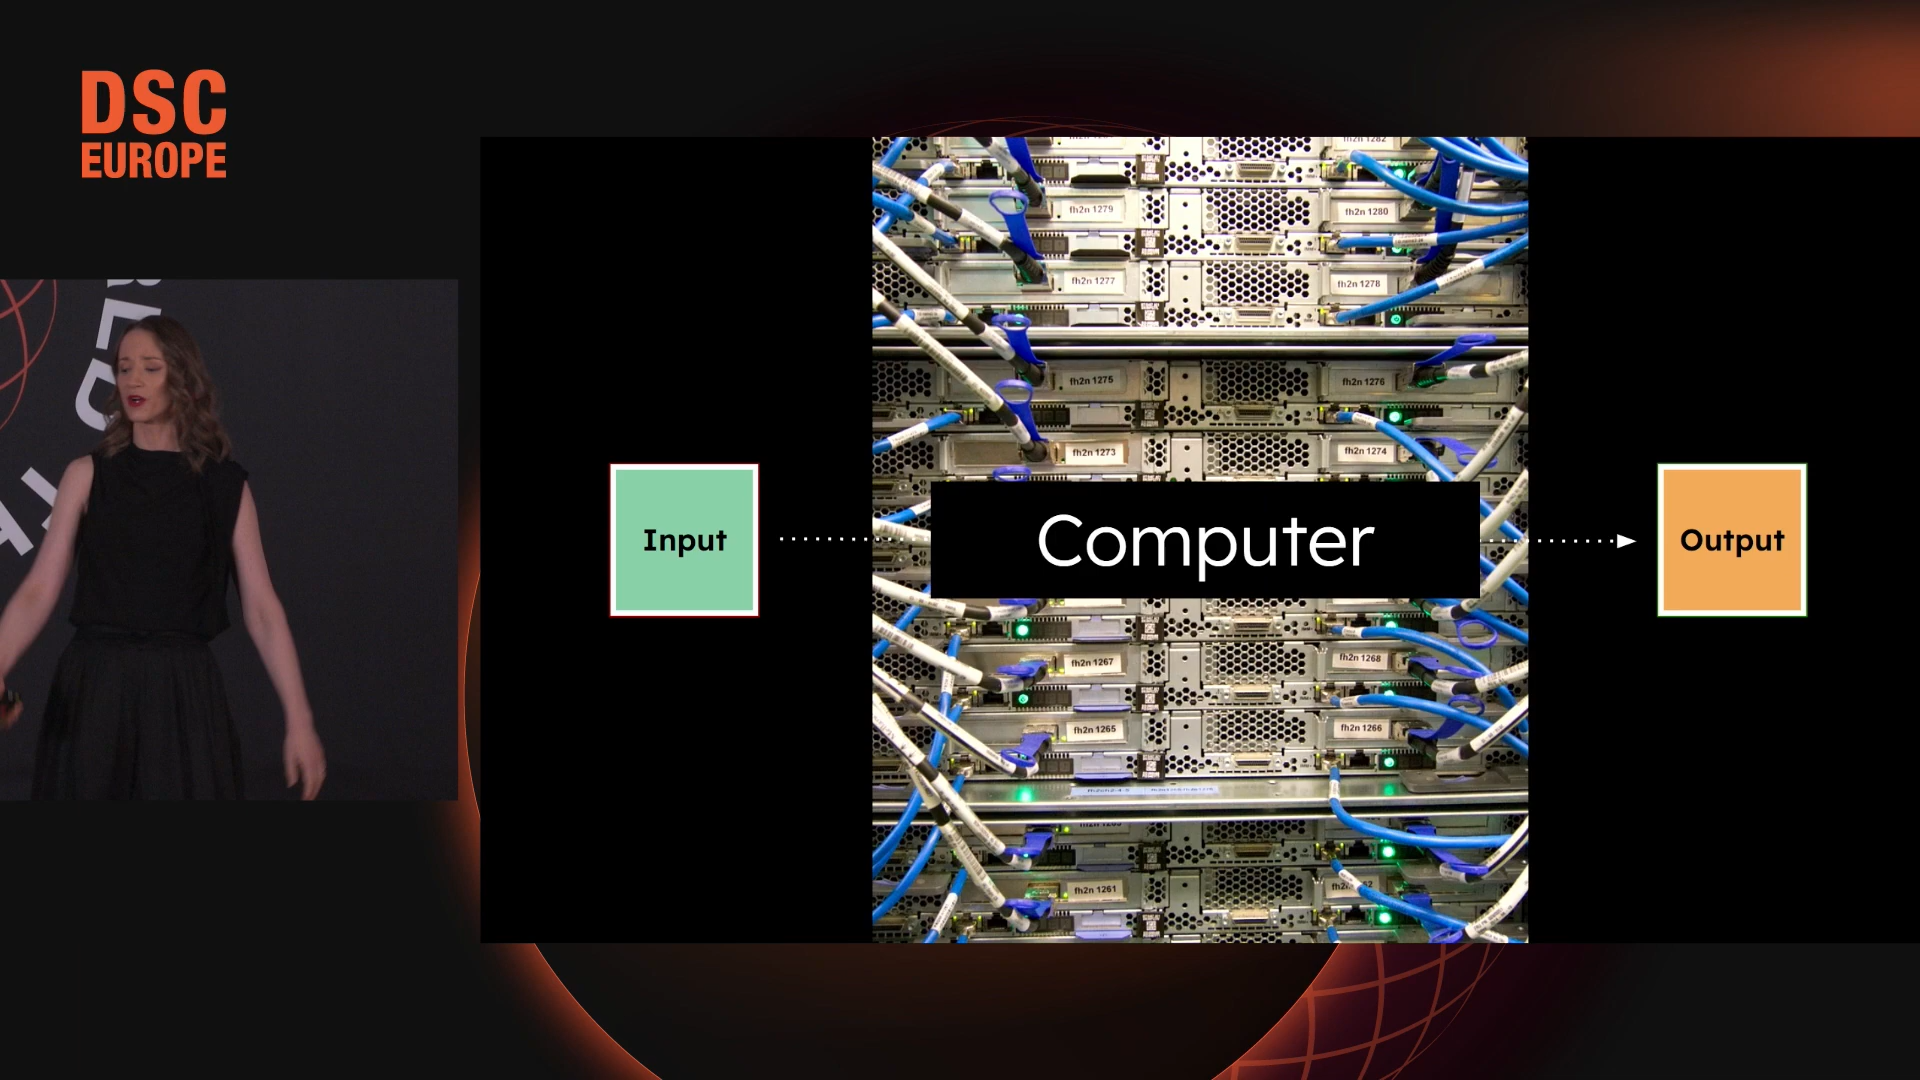 DSC
EUROPE
fh2n 1279
fh2n 1280
fh2n 1277
fh2n 1278
fh2n 1275
fh2n 1276
fh2n 1273
fh2n 1274
Input
Computer
Output
fh2n 1267
fh2n 1268
fh2n 1265
fh2n 1266
fh2n 1261